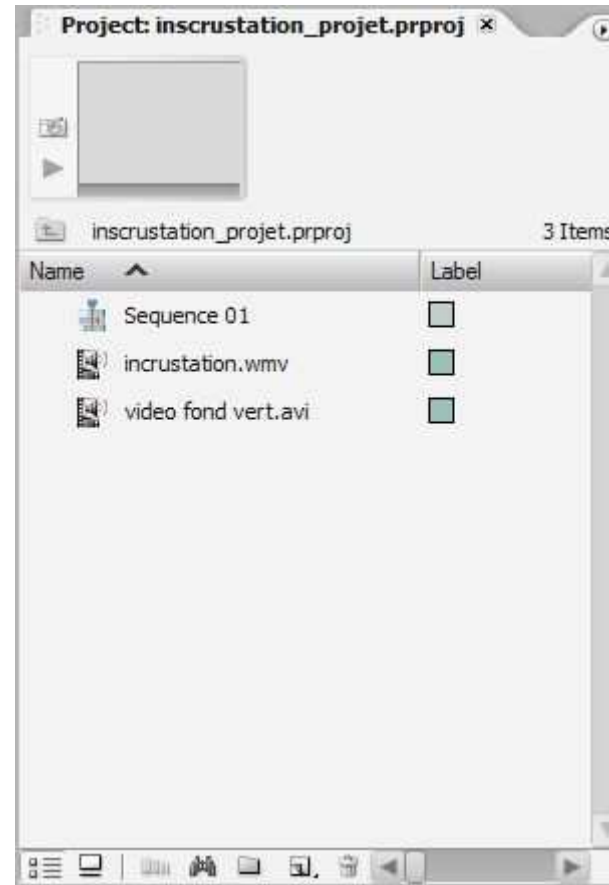 Project: inscrustation_projet.prproj
inscrustation_projet.prproj 3 Items
Name Label
Sequence 01
incrustation.wmv
video fond vert.avi